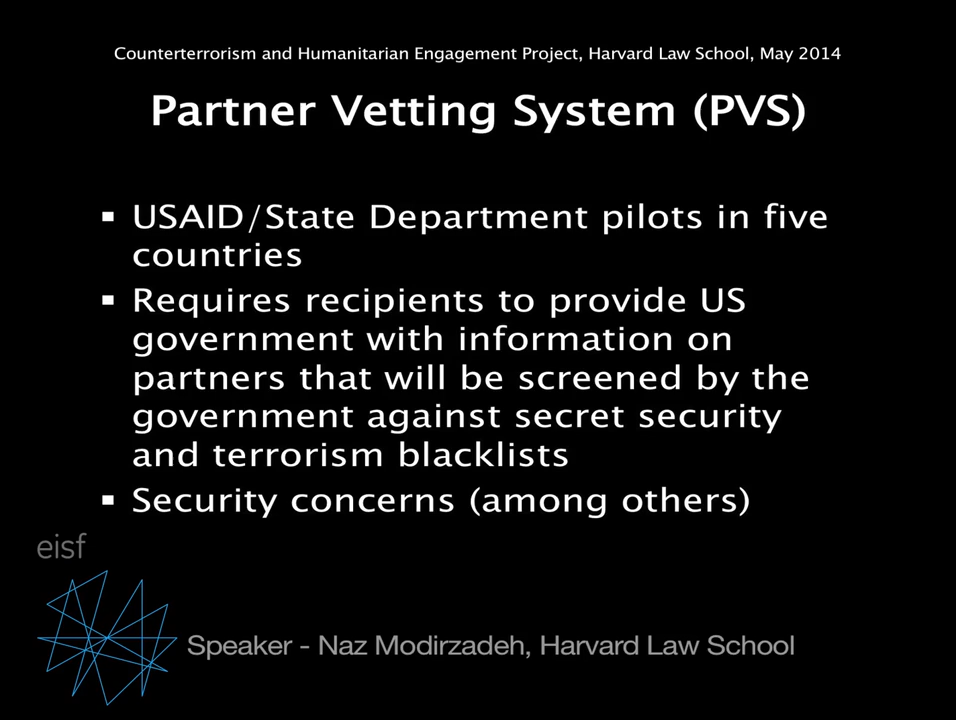 Counterterrorism and Humanitarian Engagement Project, Harvard Law School, May 2014
Partner Vetting System (PVS)
▪ USAID/State Department pilots in five
countries
▪ Requires recipients to provide US
government with information on
partners that will be screened by the
government against secret security
and terrorism blacklists
▪ Security concerns (among others)
eisf
Speaker - Naz Modirzadeh, Harvard Law School